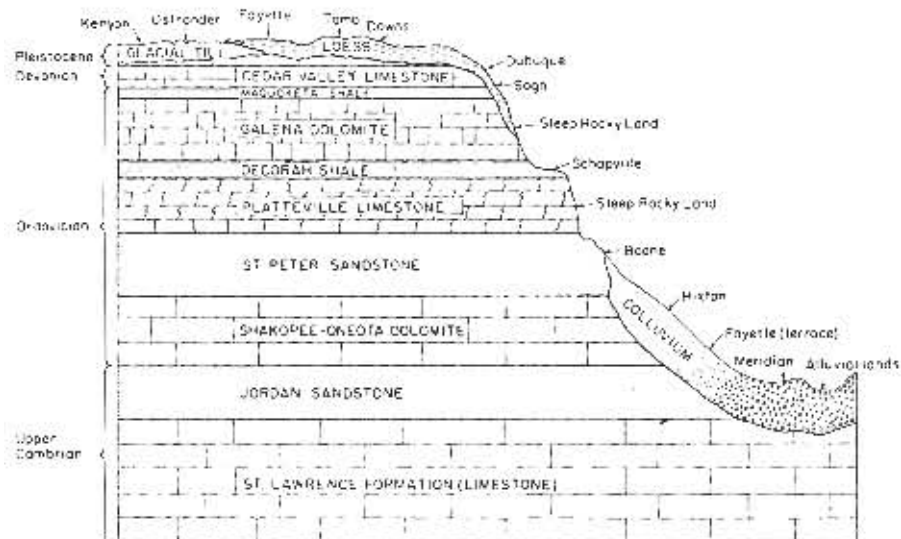 Kenyon Ostrander Fayette Tama Downs
Pleistocene GLACIAL TILL LOESS Dubuque
Devonian CEDAR VALLEY LIMESTONE Sogn
MAQUOKETA SHALE
GALENA DOLOMITE Steep Rocky Land
Schapville
DECORAH SHALE
PLATTEVILLE LIMESTONE Steep Rocky Land
Ordovician
Boone
ST. PETER SANDSTONE
Hixton
COLLUVIUM
SHAKOPEE-ONEOTA DOLOMITE Fayette (terrace)
Meridian Alluvial lands
JORDAN SANDSTONE
Upper
Cambrian
ST. LAWRENCE FORMATION (LIMESTONE)